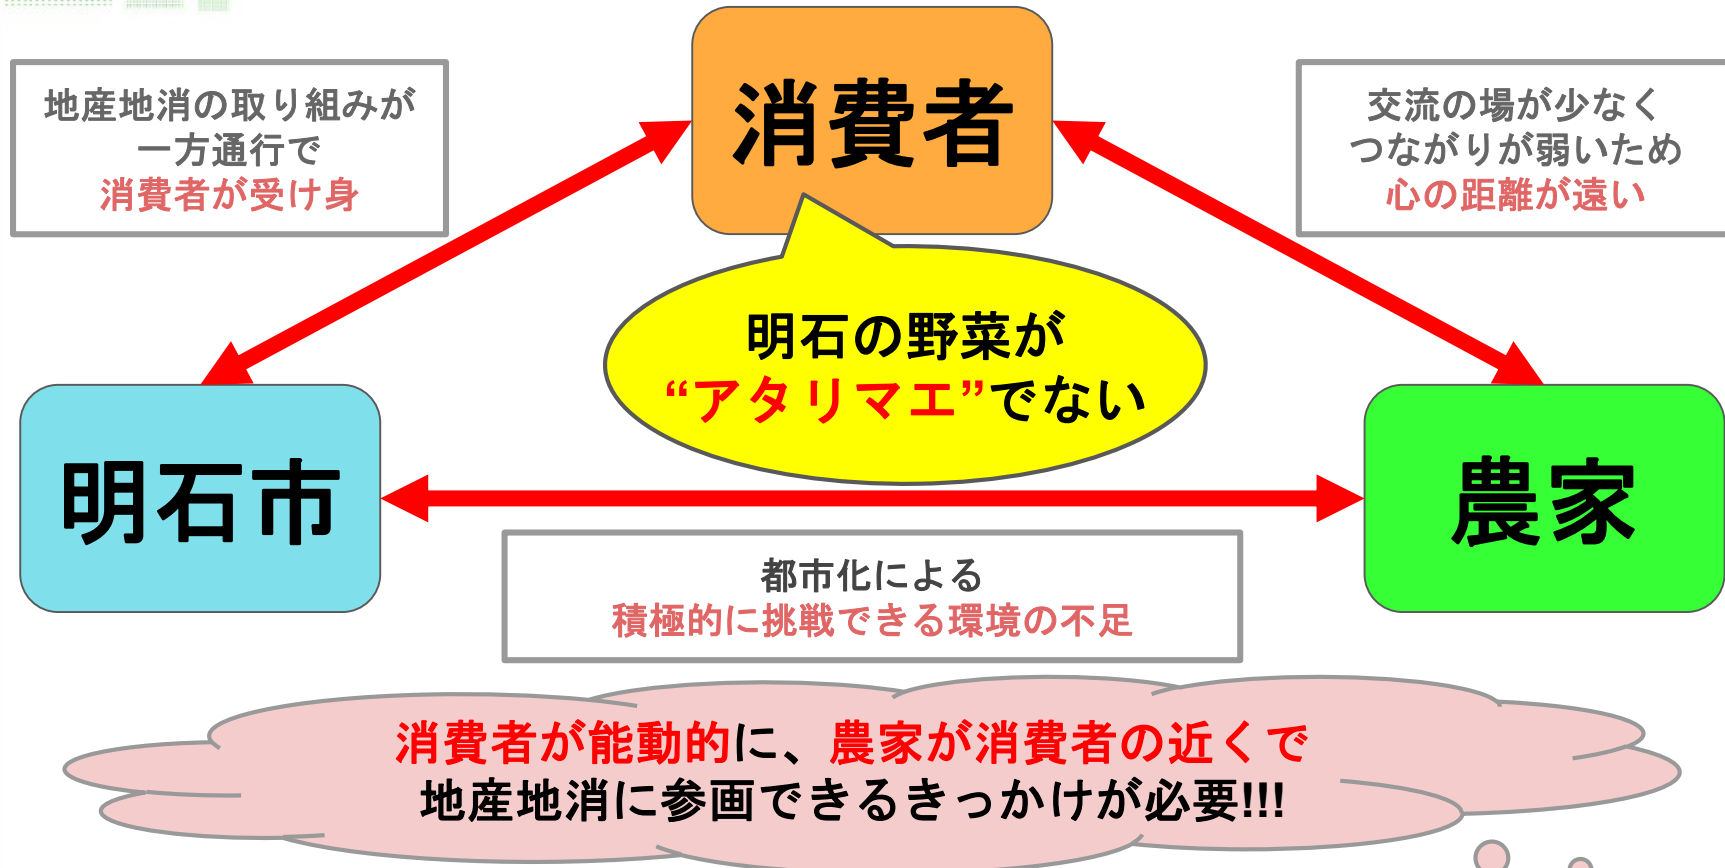 消費者
地産地消の取り組みが
一方通行で
消費者が受け身
交流の場が少なく
つながりが弱いため
心の距離が遠い
明石の野菜が
“アタリマエ”でない
明石市
農家
都市化による
積極的に挑戦できる環境の不足
消費者が能動的に、農家が消費者の近くで
地産地消に参画できるきっかけが必要!!!